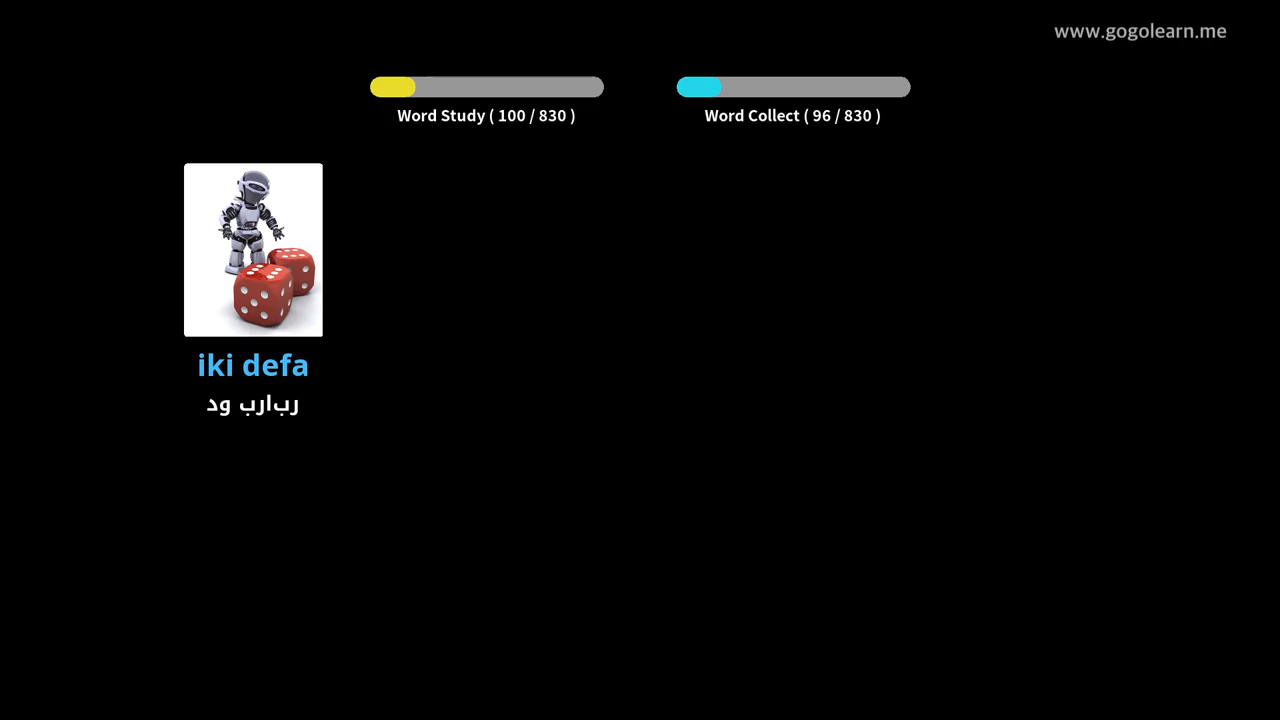 www.gogolearn.me
Word Study ( 100 / 830 )
Word Collect ( 96 / 830 )
iki defa
ربارب ود